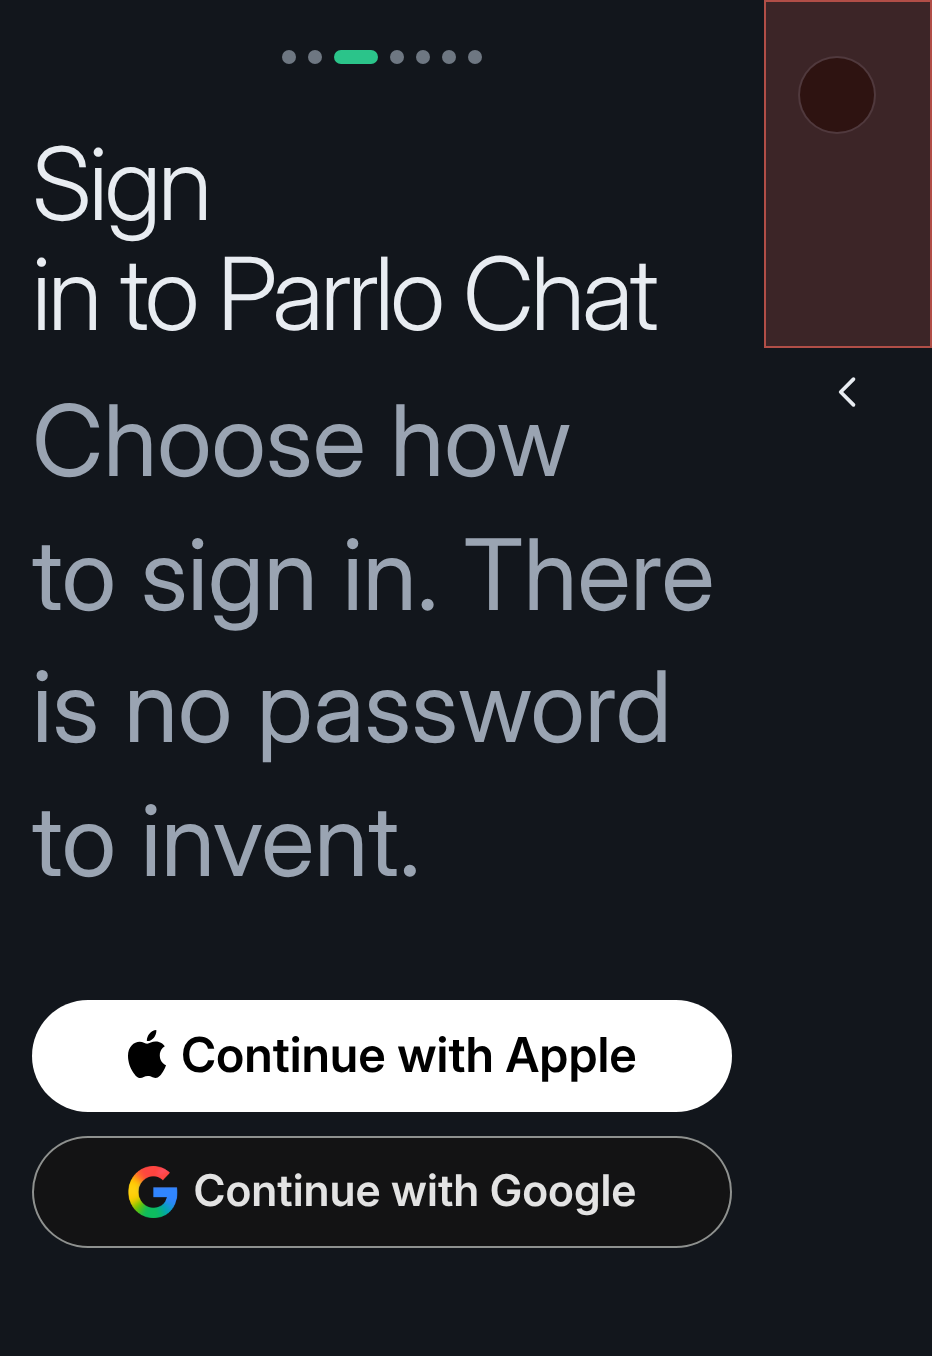 Sign
in to Parrlo Chat
Choose how
to sign in. There
is no password
to invent.
Continue with Apple
Continue with Google